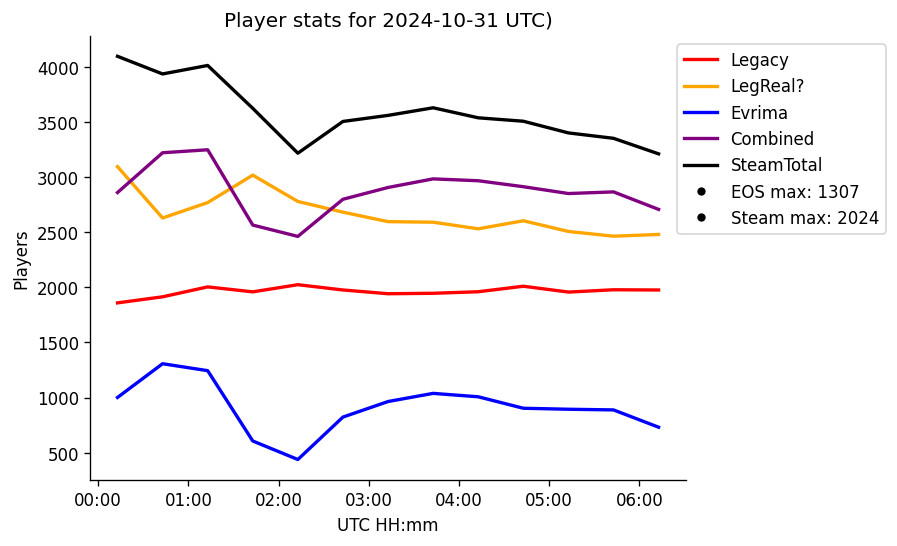 Player stats for 2024-10-31 UTC)
Players
4000
3500
3000
2500
2000
1500
1000
500
00:00 01:00 02:00 03:00 04:00 05:00 06:00
UTC HH:mm
Legacy
LegReal?
Evrima
Combined
SteamTotal
EOS max: 1307
Steam max: 2024